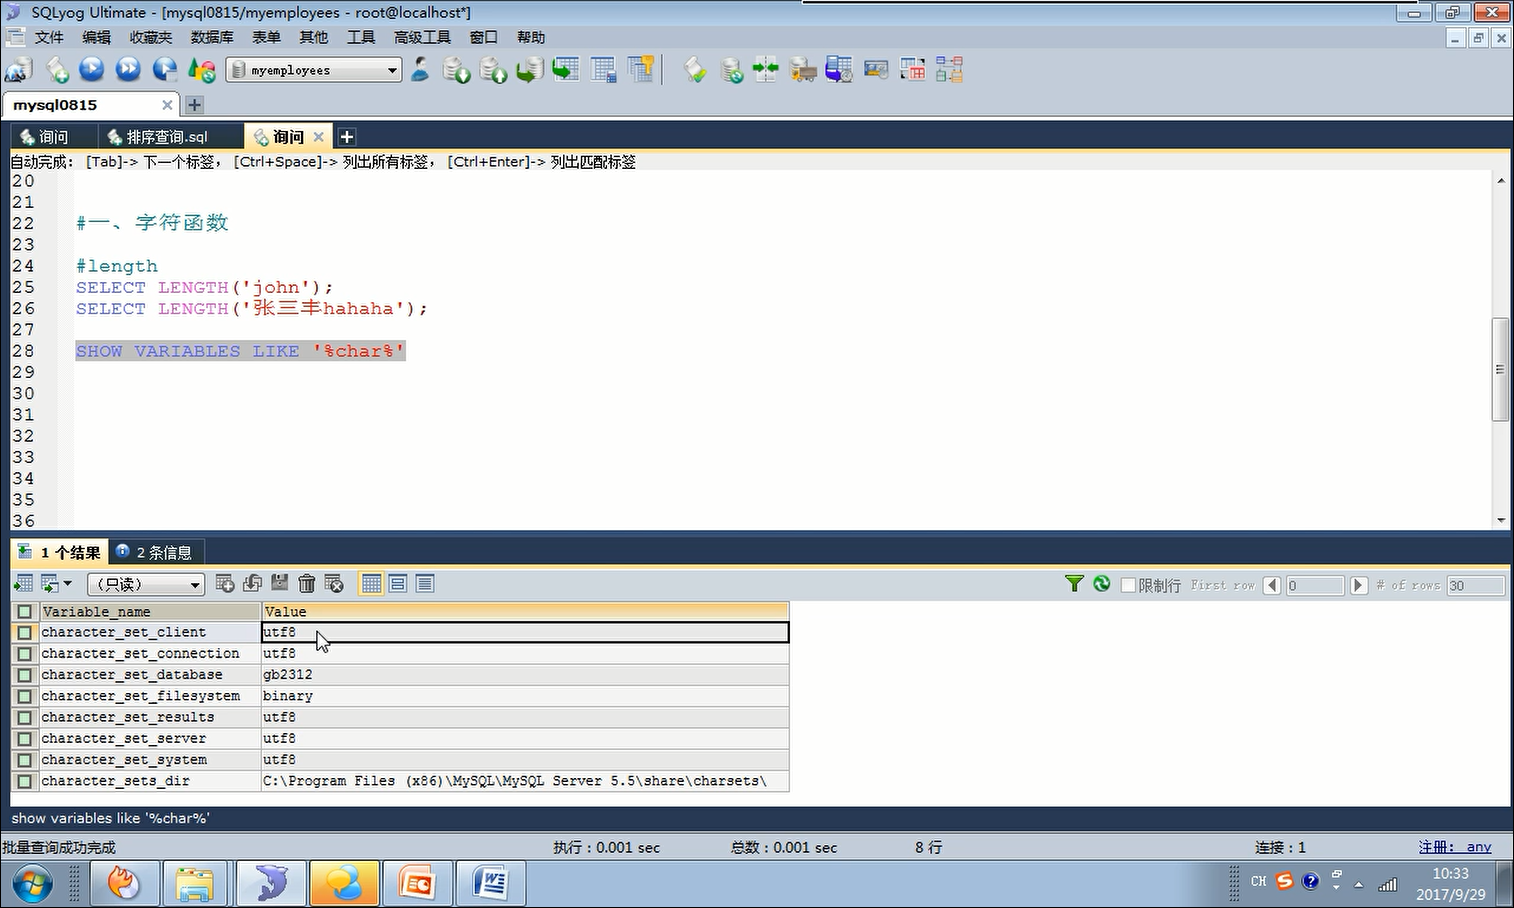 SQLyog Ultimate - [mysql0815/myemployees - root@localhost*]
文件 编辑 收藏夹 数据库 表单 其他 工具 高级工具 窗口 帮助
myemployees
mysql0815
询问 排序查询.sql 询问
自动完成: [Tab]-> 下一个标签, [Ctrl+Space]-> 列出所有标签, [Ctrl+Enter]-> 列出匹配标签
20
21
22 #一、字符函数
23
24 #length
25 SELECT LENGTH('john');
26 SELECT LENGTH('张三丰hahaha');
27
28 SHOW VARIABLES LIKE '%char%'
29
30
31
32
33
34
35
36
1 个结果 2 条信息
(只读) 限制行 First row 0 # of rows 30
Variable_name Value
character_set_client utf8
character_set_connection utf8
character_set_database gb2312
character_set_filesystem binary
character_set_results utf8
character_set_server utf8
character_set_system utf8
character_sets_dir C:\Program Files (x86)\MySQL\MySQL Server 5.5\share\charsets\
show variables like '%char%'
批量查询成功完成 执行：0.001 sec 总数：0.001 sec 8 行 连接：1 注册: any
CH 10:33
2017/9/29